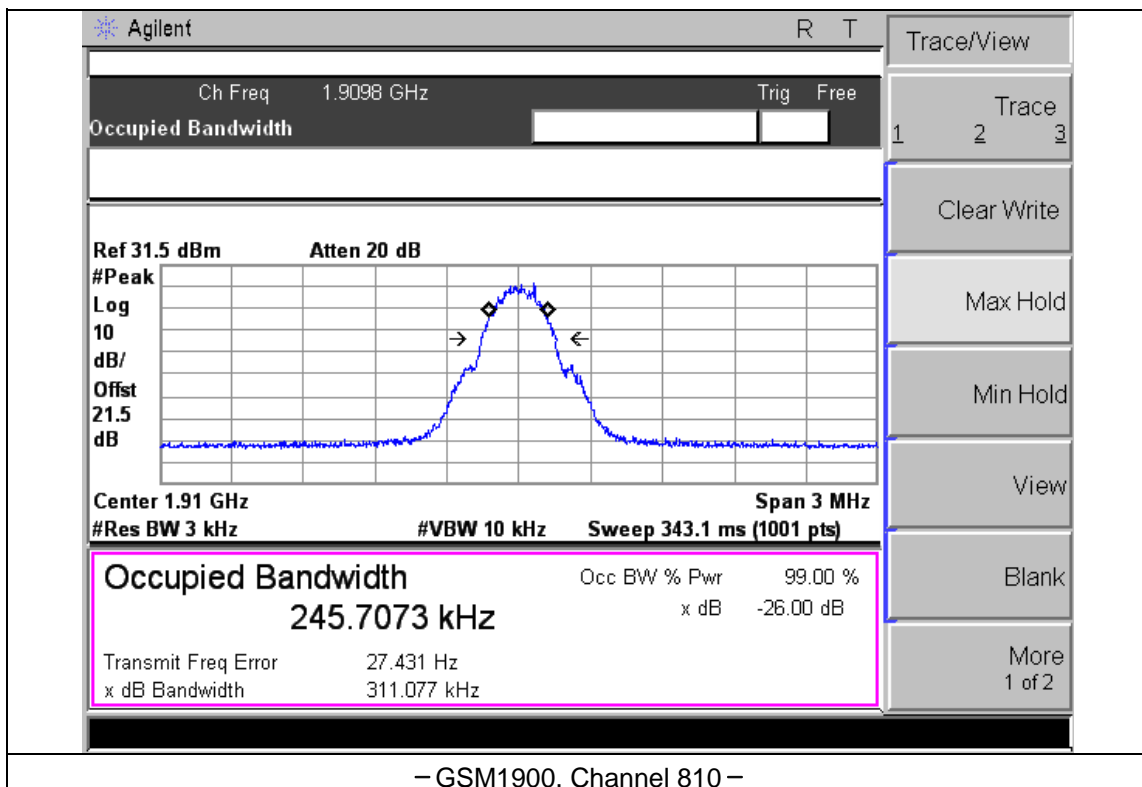 Agilent R T
Ch Freq 1.9098 GHz Trig Free
Occupied Bandwidth
Ref 31.5 dBm Atten 20 dB
#Peak
Log
10
dB/
Offst
21.5
dB
Center 1.91 GHz Span 3 MHz
#Res BW 3 kHz #VBW 10 kHz Sweep 343.1 ms (1001 pts)
Occupied Bandwidth
245.7073 kHz
Occ BW % Pwr 99.00 %
x dB -26.00 dB
Transmit Freq Error 27.431 Hz
x dB Bandwidth 311.077 kHz
Trace/View
Trace
1 2 3
Clear Write
Max Hold
Min Hold
View
Blank
More
1 of 2
－GSM1900, Channel 810－